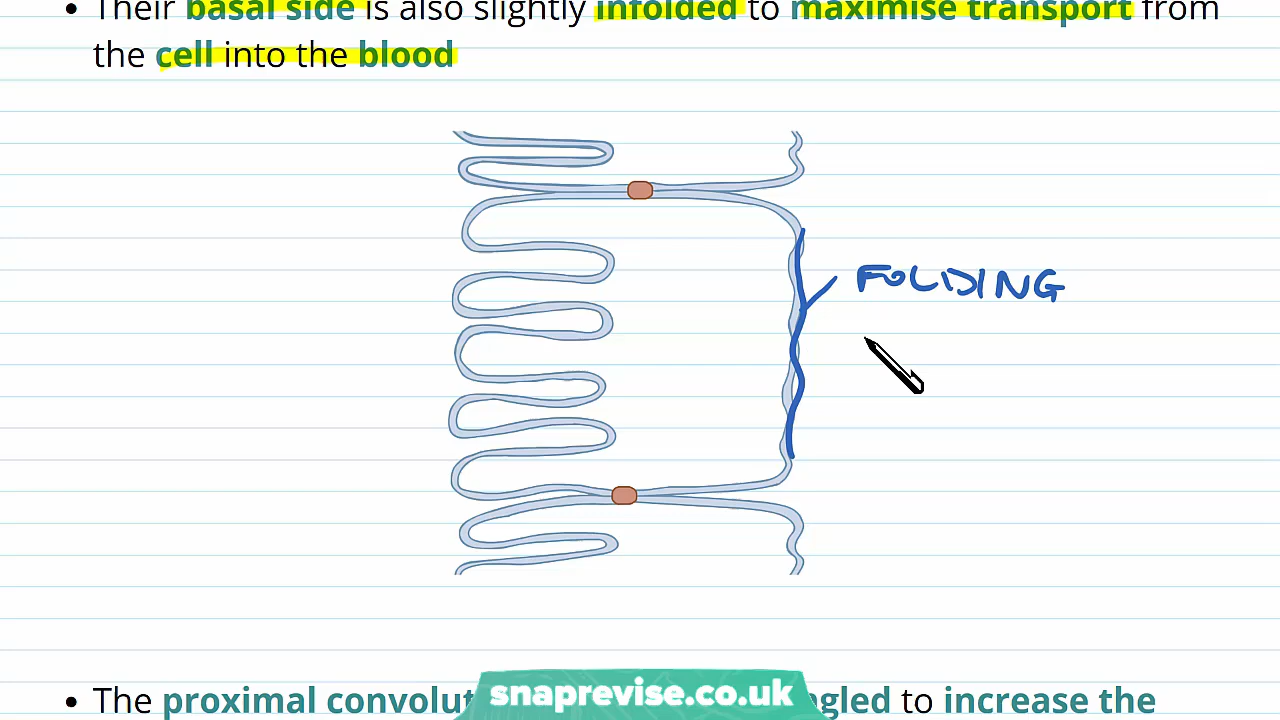 • Their basal side is also slightly infolded to maximise transport from
the cell into the blood
FOLDING
• The proximal convolut
gled to increase the
snaprevise.co.uk